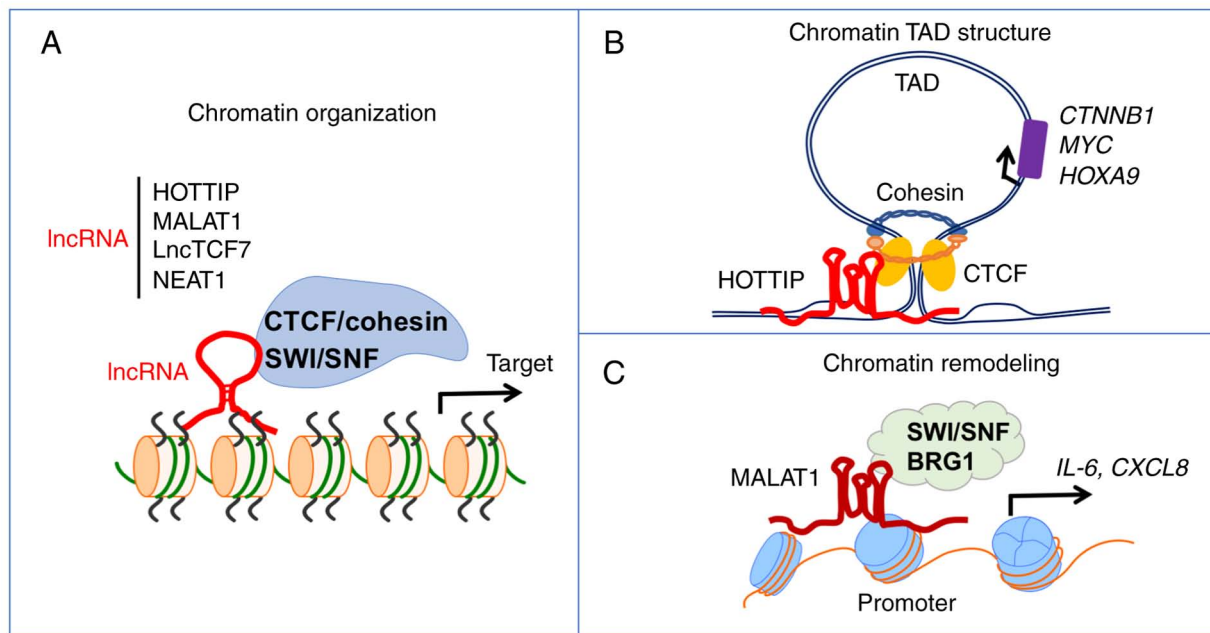 A
Chromatin organization
lncRNA
HOTTIP
MALAT1
LncTCF7
NEAT1
CTCF/cohesin
SWI/SNF
lncRNA
Target
B
Chromatin TAD structure
TAD
CTNNB1
MYC
HOXA9
Cohesin
HOTTIP
CTCF
C
Chromatin remodeling
SWI/SNF
BRG1
MALAT1
IL-6, CXCL8
Promoter